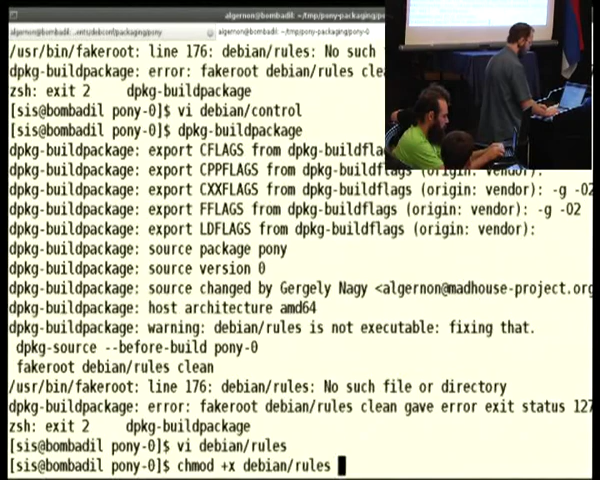 algernon@bombadil: ~/tmp/pony-packaging/p
algernon@bombadil: ~/tmp/pony-packaging/pony-0
/usr/bin/fakeroot: line 176: debian/rules: No such
dpkg-buildpackage: error: fakeroot debian/rules clea
zsh: exit 2 dpkg-buildpackage
[sis@bombadil pony-0]$ vi debian/control
[sis@bombadil pony-0]$ dpkg-buildpackage
dpkg-buildpackage: export CFLAGS from dpkg-buildfla
dpkg-buildpackage: export CPPFLAGS from dpkg-buildflags (origin: vendor):
dpkg-buildpackage: export CXXFLAGS from dpkg-buildflags (origin: vendor): -g -O2
dpkg-buildpackage: export FFLAGS from dpkg-buildflags (origin: vendor): -g -O2
dpkg-buildpackage: export LDFLAGS from dpkg-buildflags (origin: vendor):
dpkg-buildpackage: source package pony
dpkg-buildpackage: source version 0
dpkg-buildpackage: source changed by Gergely Nagy <algernon@madhouse-project.org
dpkg-buildpackage: host architecture amd64
dpkg-buildpackage: warning: debian/rules is not executable: fixing that.
dpkg-source --before-build pony-0
fakeroot debian/rules clean
/usr/bin/fakeroot: line 176: debian/rules: No such file or directory
dpkg-buildpackage: error: fakeroot debian/rules clean gave error exit status 127
zsh: exit 2 dpkg-buildpackage
[sis@bombadil pony-0]$ vi debian/rules
[sis@bombadil pony-0]$ chmod +x debian/rules